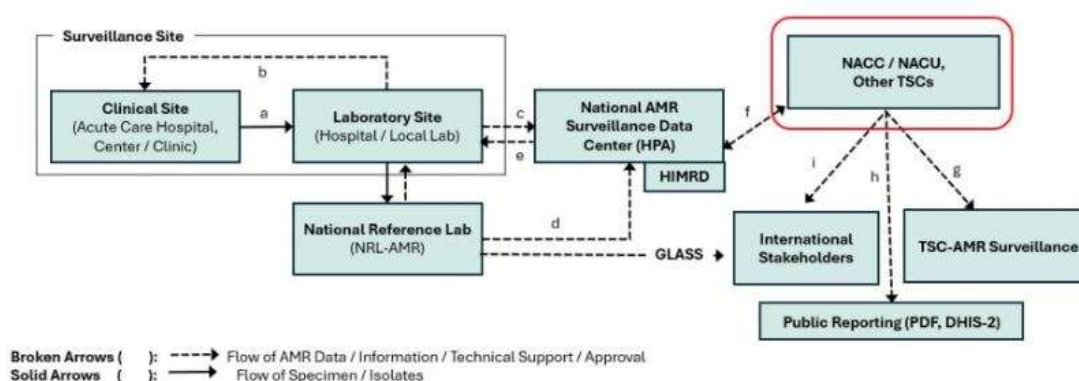 Surveillance Site
b
Clinical Site
(Acute Care Hospital,
Center / Clinic)
a
Laboratory Site
(Hospital / Local Lab)
c
e
National AMR
Surveillance Data
Center (HPA)
HIMRD
f
NACC / NACU,
Other TSCs
i
h
g
National Reference Lab
(NRL-AMR)
d
GLASS
International
Stakeholders
TSC-AMR Surveillance
Public Reporting (PDF, DHIS-2)
Broken Arrows ( ): Flow of AMR Data / Information / Technical Support / Approval
Solid Arrows ( ): Flow of Specimen / Isolates